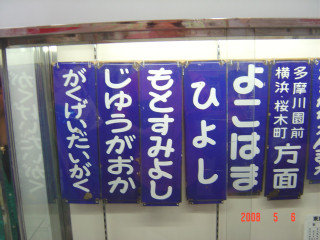 がくげいだいがく
じゆうがおか
もとすみよし
ひよし
よこはま
多摩川園前
横浜・桜木町
方面
2008 5 6